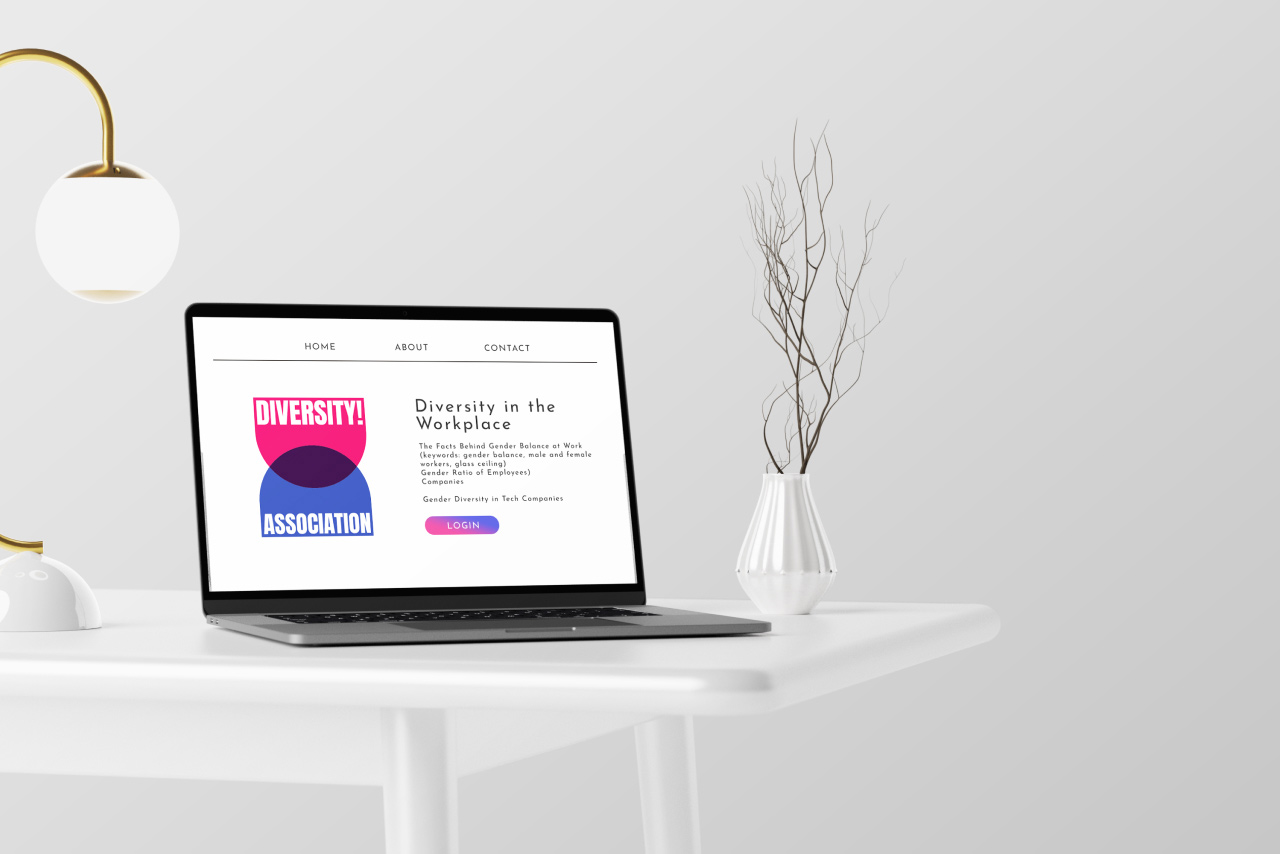 HOME ABOUT CONTACT
DIVERSITY!
ASSOCIATION
Diversity in the
Workplace
The Facts Behind Gender Balance at Work
(keywords: gender balance, male and female
workers, glass ceiling)
Gender Ratio of Employees)
Companies
Gender Diversity in Tech Companies
LOGIN